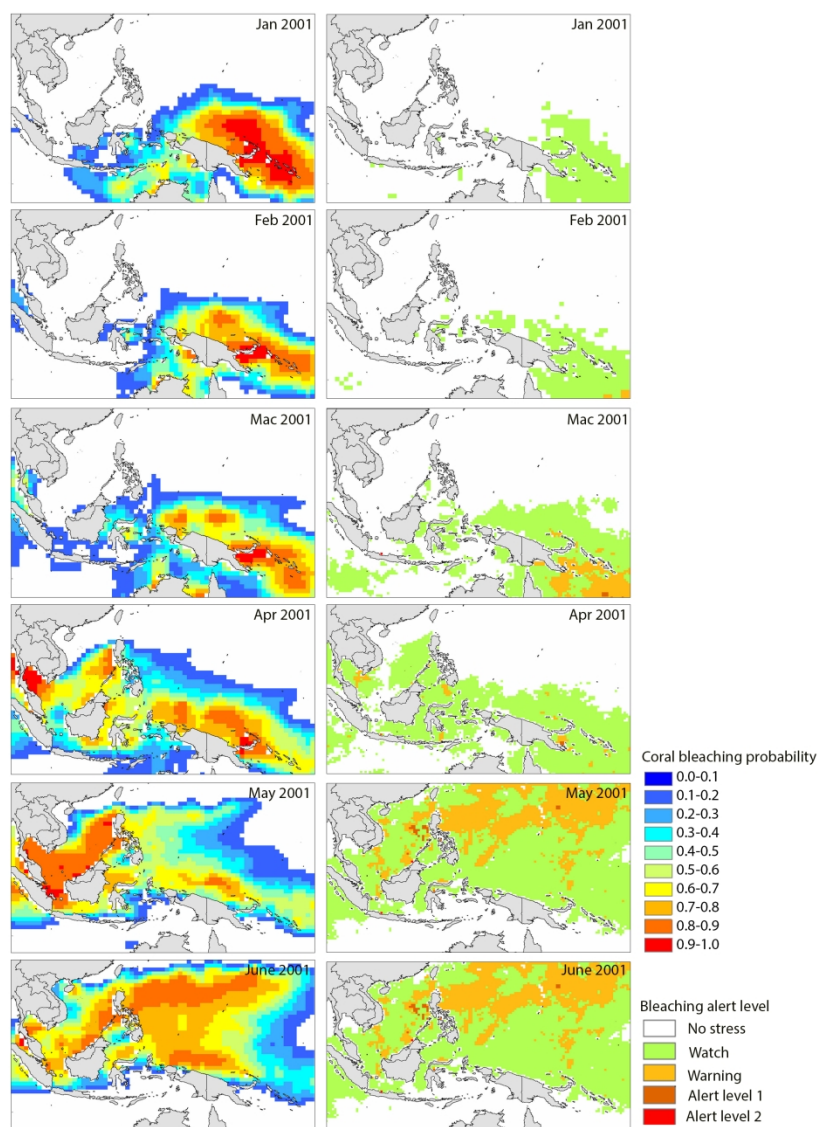 Jan 2001
Jan 2001
Feb 2001
Feb 2001
Mac 2001
Mac 2001
Apr 2001
Apr 2001
May 2001
May 2001
June 2001
June 2001
Coral bleaching probability
0.0-0.1
0.1-0.2
0.2-0.3
0.3-0.4
0.4-0.5
0.5-0.6
0.6-0.7
0.7-0.8
0.8-0.9
0.9-1.0
Bleaching alert level
No stress
Watch
Warning
Alert level 1
Alert level 2